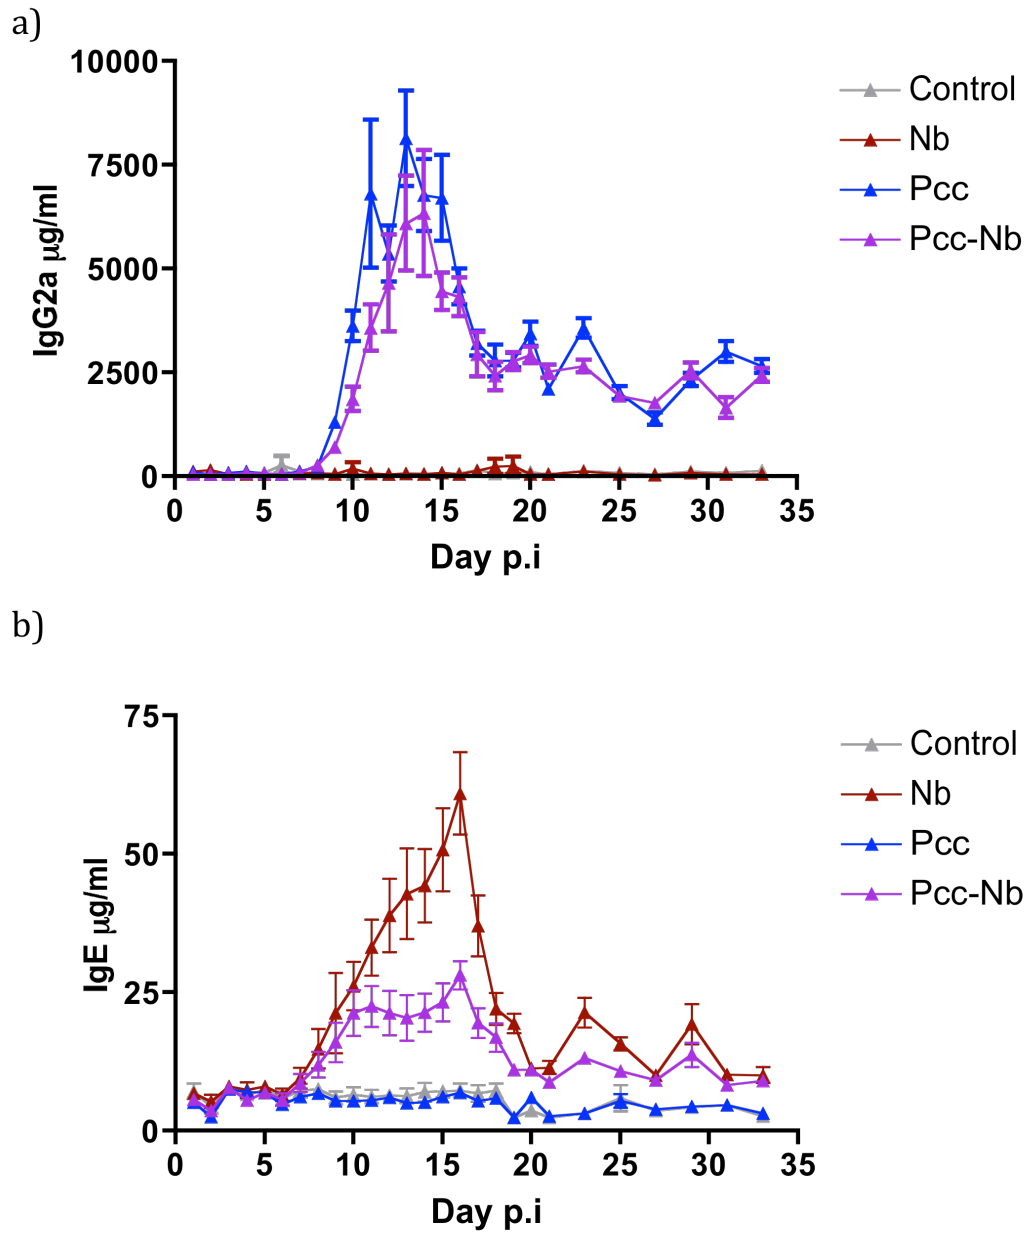 a)
10000
7500
5000
2500
0
IgG2a µg/ml
0 5 10 15 20 25 30 35
Day p.i
Control
Nb
Pcc
Pcc-Nb
b)
75
50
25
0
IgE µg/ml
0 5 10 15 20 25 30 35
Day p.i
Control
Nb
Pcc
Pcc-Nb